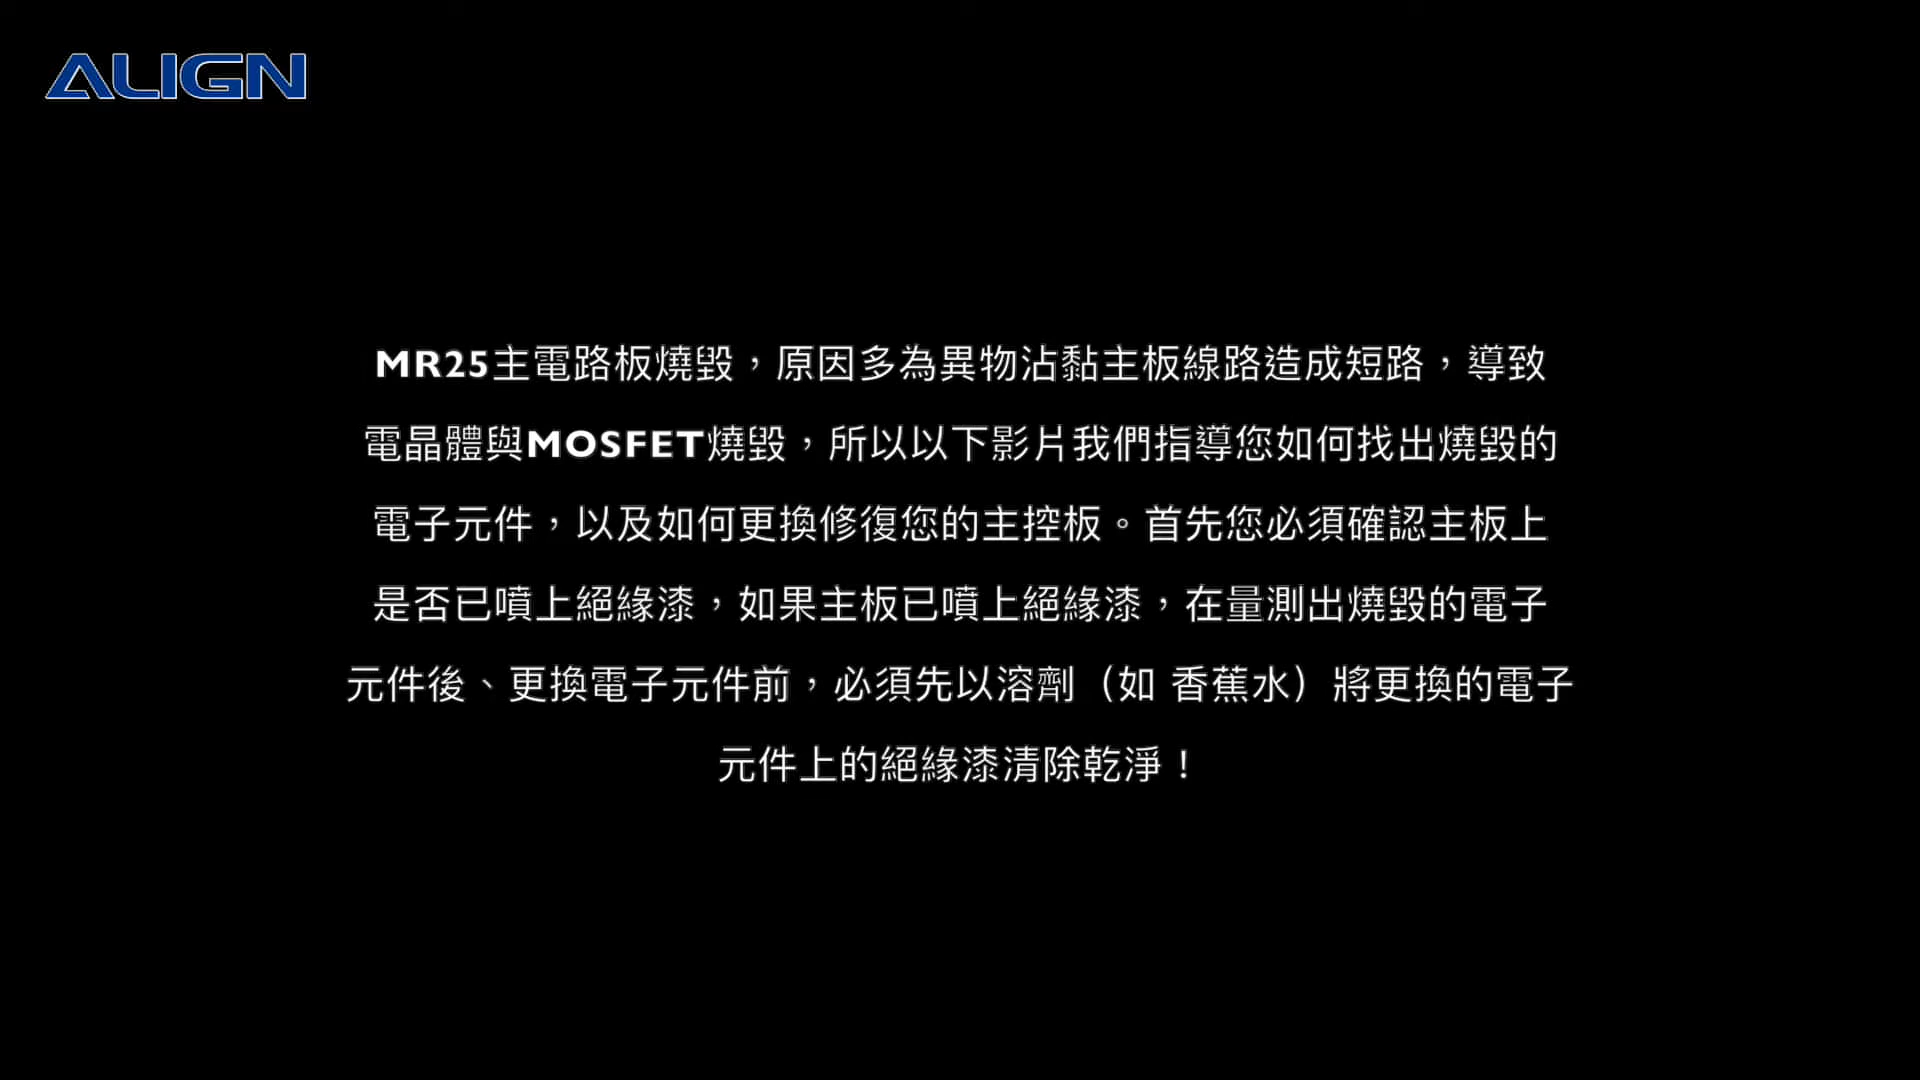 ALIGN
MR25主電路板燒毀，原因多為異物沾黏主板線路造成短路，導致
電晶體與MOSFET燒毀，所以以下影片我們指導您如何找出燒毀的
電子元件，以及如何更換修復您的主控板。首先您必須確認主板上
是否已噴上絕緣漆，如果主板已噴上絕緣漆，在量測出燒毀的電子
元件後、更換電子元件前，必須先以溶劑（如 香蕉水）將更換的電子
元件上的絕緣漆清除乾淨！